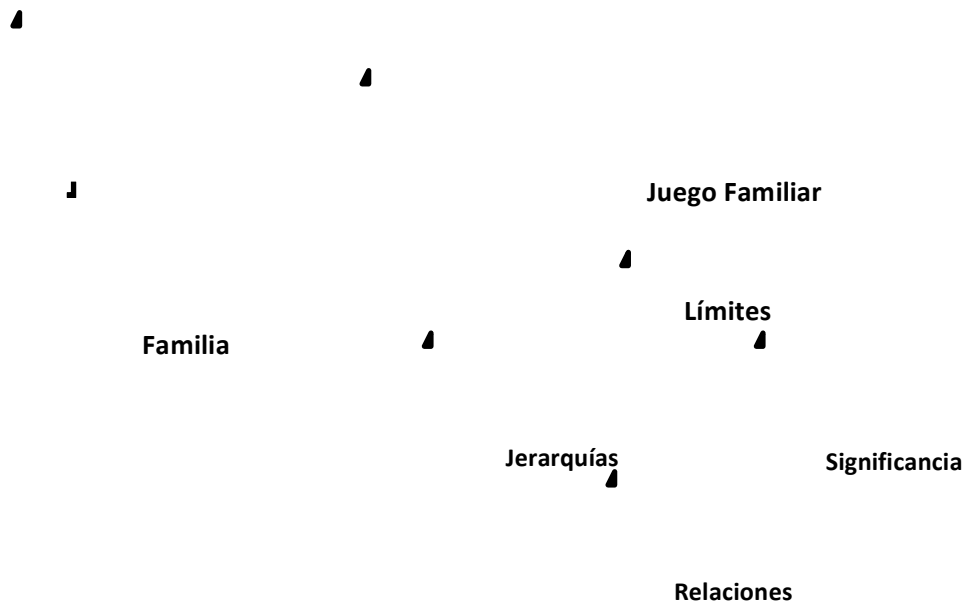 Juego Familiar
Límites
Familia
Jerarquías
Significancia
Relaciones